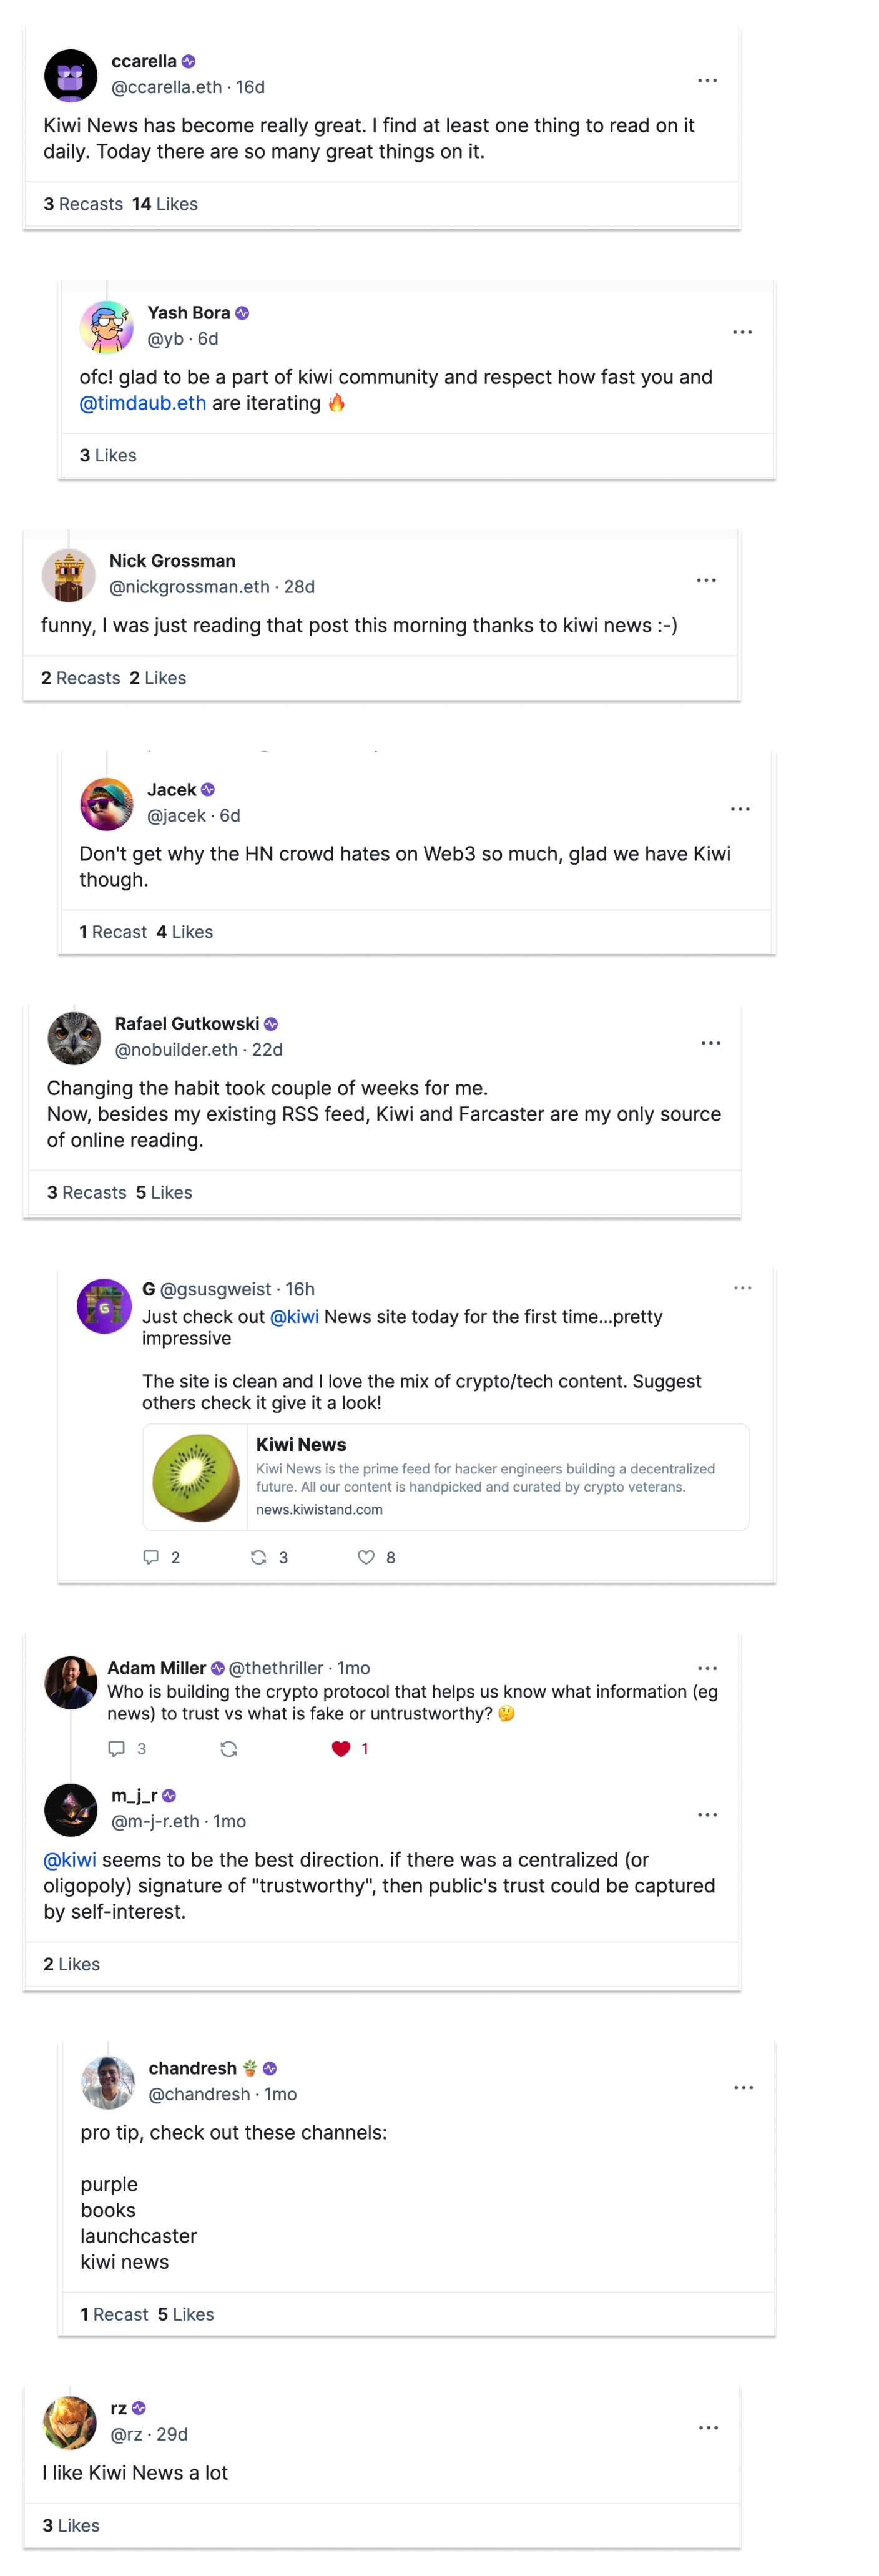 ccarella
@ccarella.eth · 16d
Kiwi News has become really great. I find at least one thing to read on it
daily. Today there are so many great things on it.
3 Recasts 14 Likes
Yash Bora
@yb · 6d
ofc! glad to be a part of kiwi community and respect how fast you and
@timdaub.eth are iterating 🔥
3 Likes
Nick Grossman
@nickgrossman.eth · 28d
funny, I was just reading that post this morning thanks to kiwi news :-)
2 Recasts 2 Likes
Jacek
@jacek · 6d
Don't get why the HN crowd hates on Web3 so much, glad we have Kiwi
though.
1 Recast 4 Likes
Rafael Gutkowski
@nobuilder.eth · 22d
Changing the habit took couple of weeks for me.
Now, besides my existing RSS feed, Kiwi and Farcaster are my only source
of online reading.
3 Recasts 5 Likes
G @gsusgweist · 16h
Just check out @kiwi News site today for the first time...pretty
impressive
The site is clean and I love the mix of crypto/tech content. Suggest
others check it give it a look!
Kiwi News
Kiwi News is the prime feed for hacker engineers building a decentralized
future. All our content is handpicked and curated by crypto veterans.
news.kiwistand.com
2 3 8
Adam Miller @thethriller · 1mo
Who is building the crypto protocol that helps us know what information (eg
news) to trust vs what is fake or untrustworthy? 🤔
3 1
m_j_r
@m-j-r.eth · 1mo
@kiwi seems to be the best direction. if there was a centralized (or
oligopoly) signature of "trustworthy", then public's trust could be captured
by self-interest.
2 Likes
chandresh 🪴
@chandresh · 1mo
pro tip, check out these channels:
purple
books
launchcaster
kiwi news
1 Recast 5 Likes
rz
@rz · 29d
I like Kiwi News a lot
3 Likes